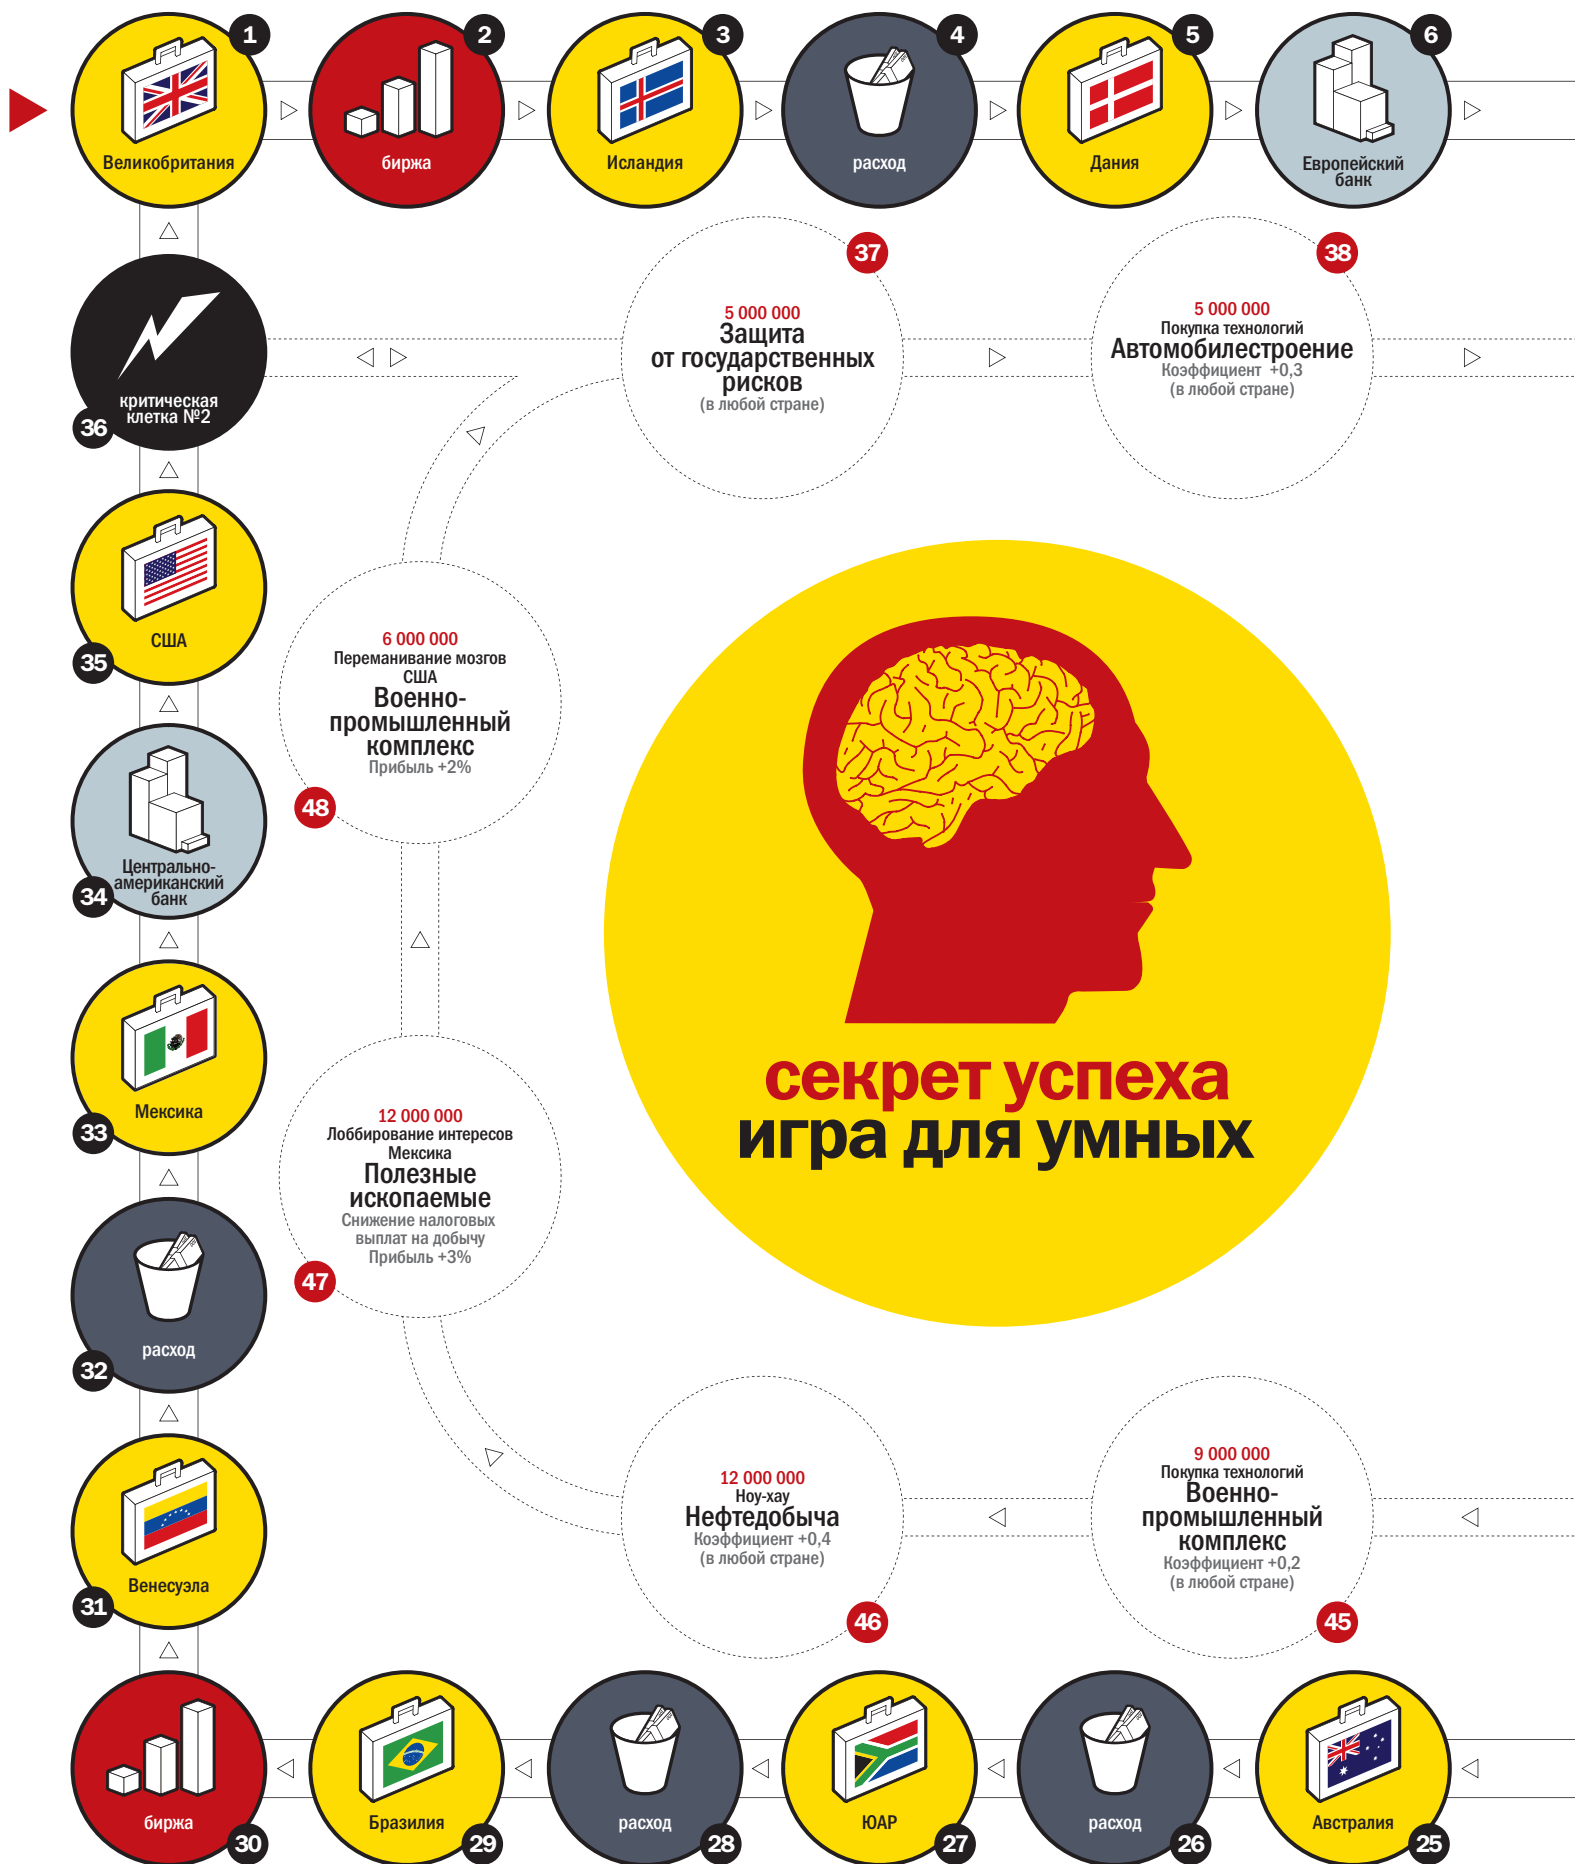 1
Великобритания
2
биржа
3
Исландия
4
расход
5
Дания
6
Европейский
банк
36
критическая
клетка №2
37
5 000 000
Защита
от государственных
рисков
(в любой стране)
38
5 000 000
Покупка технологий
Автомобилестроение
Коэффициент +0,3
(в любой стране)
35
США
48
6 000 000
Переманивание мозгов
США
Военно-
промышленный
комплекс
Прибыль +2%
34
Центрально-
американский
банк
33
Мексика
секрет успеха
игра для умных
47
12 000 000
Лоббирование интересов
Мексика
Полезные
ископаемые
Снижение налоговых
выплат на добычу
Прибыль +3%
32
расход
31
Венесуэла
46
12 000 000
Ноу-хау
Нефтедобыча
Коэффициент +0,4
(в любой стране)
45
9 000 000
Покупка технологий
Военно-
промышленный
комплекс
Коэффициент +0,2
(в любой стране)
биржа
30
Бразилия
29
расход
28
ЮАР
27
расход
26
Австралия
25